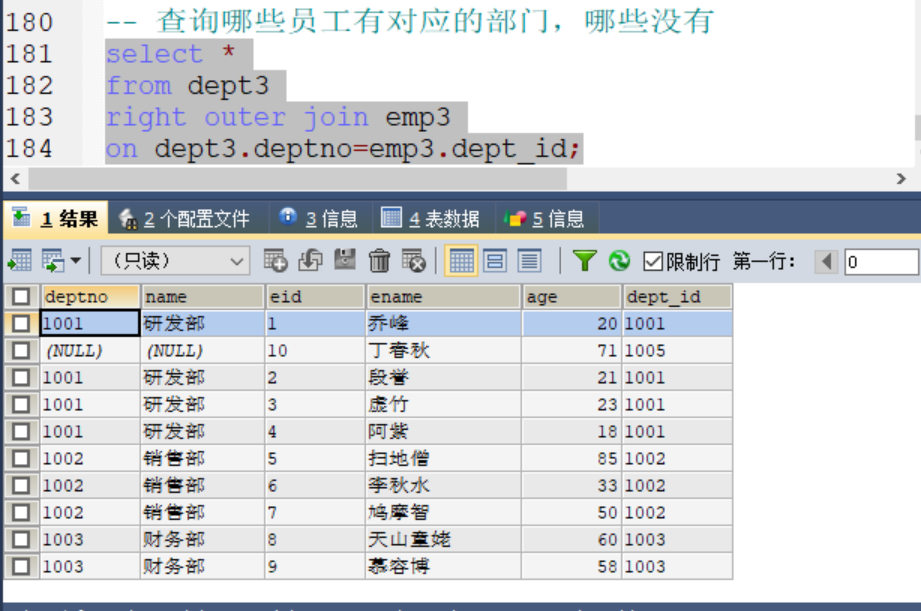 180 -- 查询哪些员工有对应的部门，哪些没有
181 select *
182 from dept3
183 right outer join emp3
184 on dept3.deptno=emp3.dept_id;
1 结果 2 个配置文件 3 信息 4 表数据 5 信息
（只读） 限制行 第一行： 0
deptno name eid ename age dept_id
1001 研发部 1 乔峰 20 1001
(NULL) (NULL) 10 丁春秋 71 1005
1001 研发部 2 段誉 21 1001
1001 研发部 3 虚竹 23 1001
1001 研发部 4 阿紫 18 1001
1002 销售部 5 扫地僧 85 1002
1002 销售部 6 李秋水 33 1002
1002 销售部 7 鸠摩智 50 1002
1003 财务部 8 天山童姥 60 1003
1003 财务部 9 慕容博 58 1003